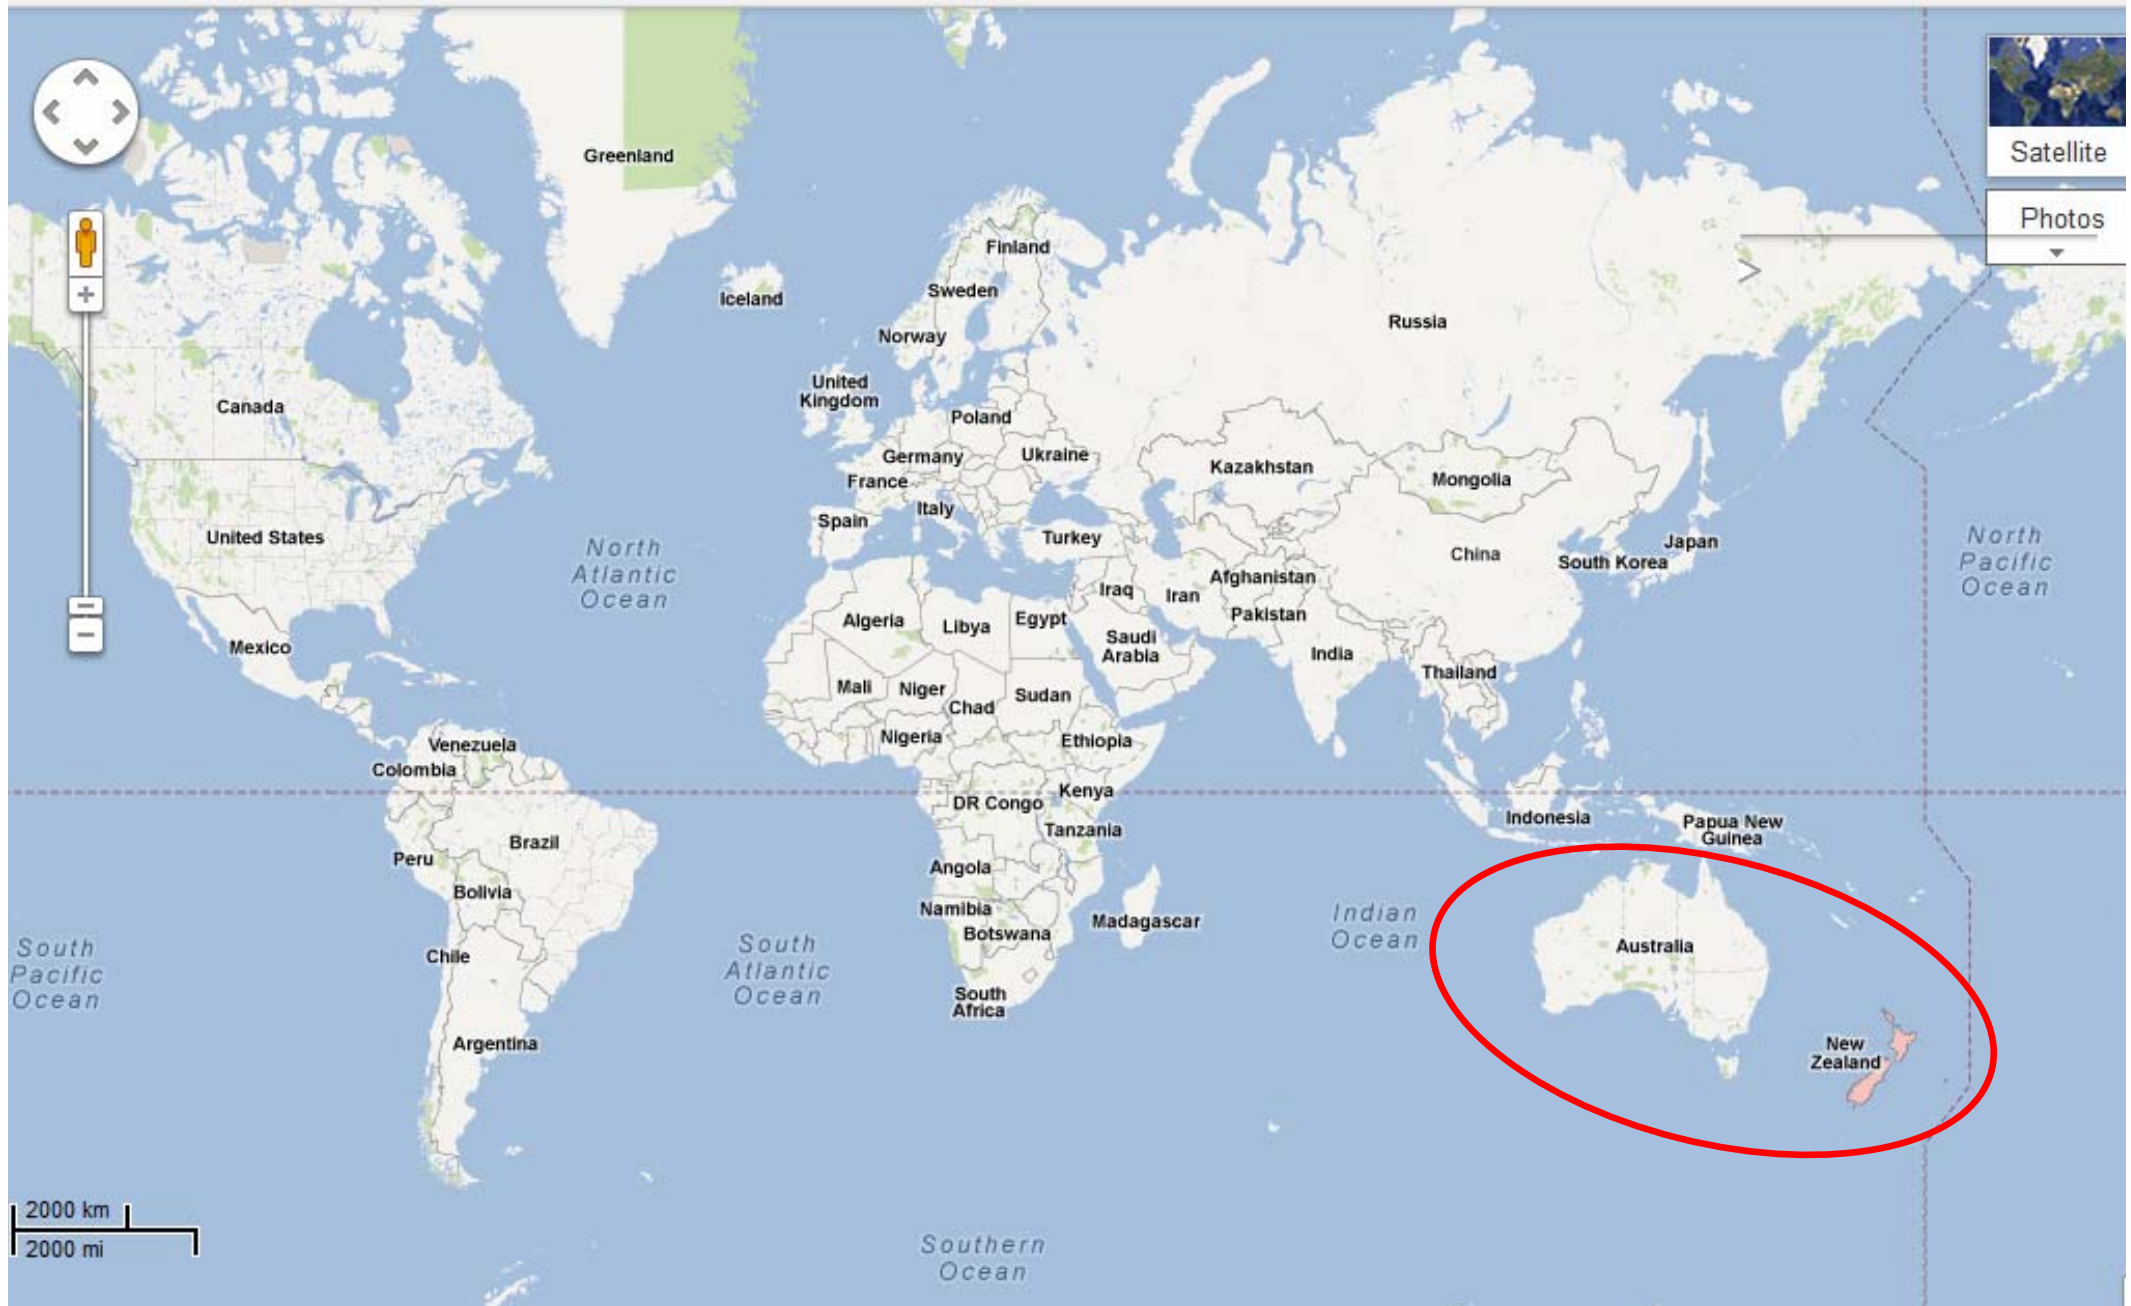 Satellite
Photos
Greenland
Finland
Iceland
Sweden
Norway
Russia
United
Kingdom
Canada
Poland
Germany
Ukraine
France
Kazakhstan
Mongolia
Italy
Spain
United States
Turkey
China
Japan
South Korea
North
Atlantic
Ocean
North
Pacific
Ocean
Afghanistan
Iraq
Iran
Pakistan
Algeria
Libya
Egypt
Saudi
Arabia
India
Mexico
Thailand
Mali
Niger
Chad
Sudan
Nigeria
Ethiopia
Venezuela
Colombia
Kenya
DR Congo
Indonesia
Papua New
Guinea
Tanzania
Brazil
Peru
Angola
Bolivia
Namibia
Botswana
Madagascar
Indian
Ocean
Australia
Chile
South
Pacific
Ocean
South
Atlantic
Ocean
South
Africa
Argentina
New
Zealand
2000 km
2000 mi
Southern
Ocean